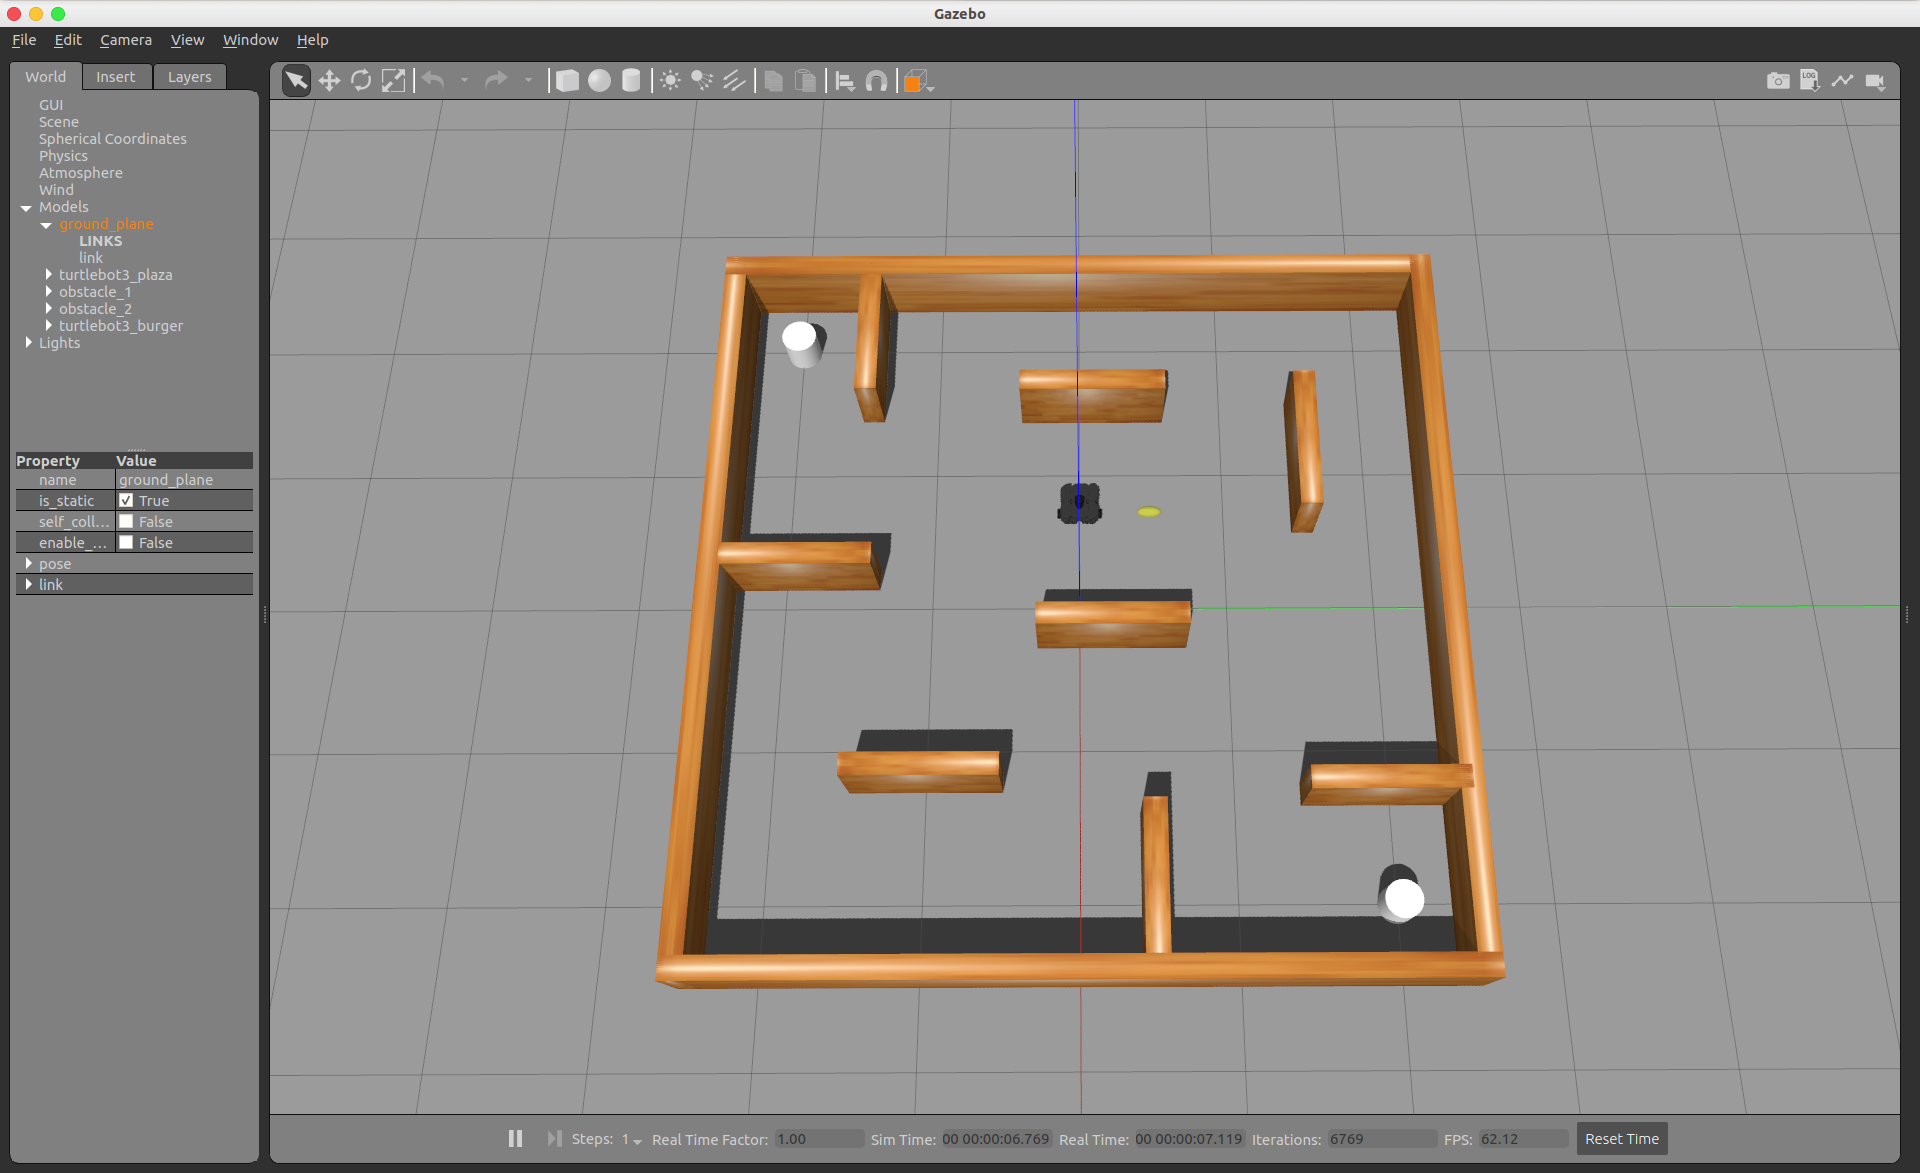 Gazebo
File Edit Camera View Window Help
World Insert Layers
LOG
GUI
Scene
Spherical Coordinates
Physics
Atmosphere
Wind
Models
ground_plane
LINKS
link
turtlebot3_plaza
obstacle_1
obstacle_2
turtlebot3_burger
Lights
Property Value
name ground_plane
is_static True
self_coll... False
enable_... False
pose
link
Steps: 1 Real Time Factor: 1.00 Sim Time: 00 00:00:06.769 Real Time: 00 00:00:07.119 Iterations: 6769 FPS: 62.12 Reset Time